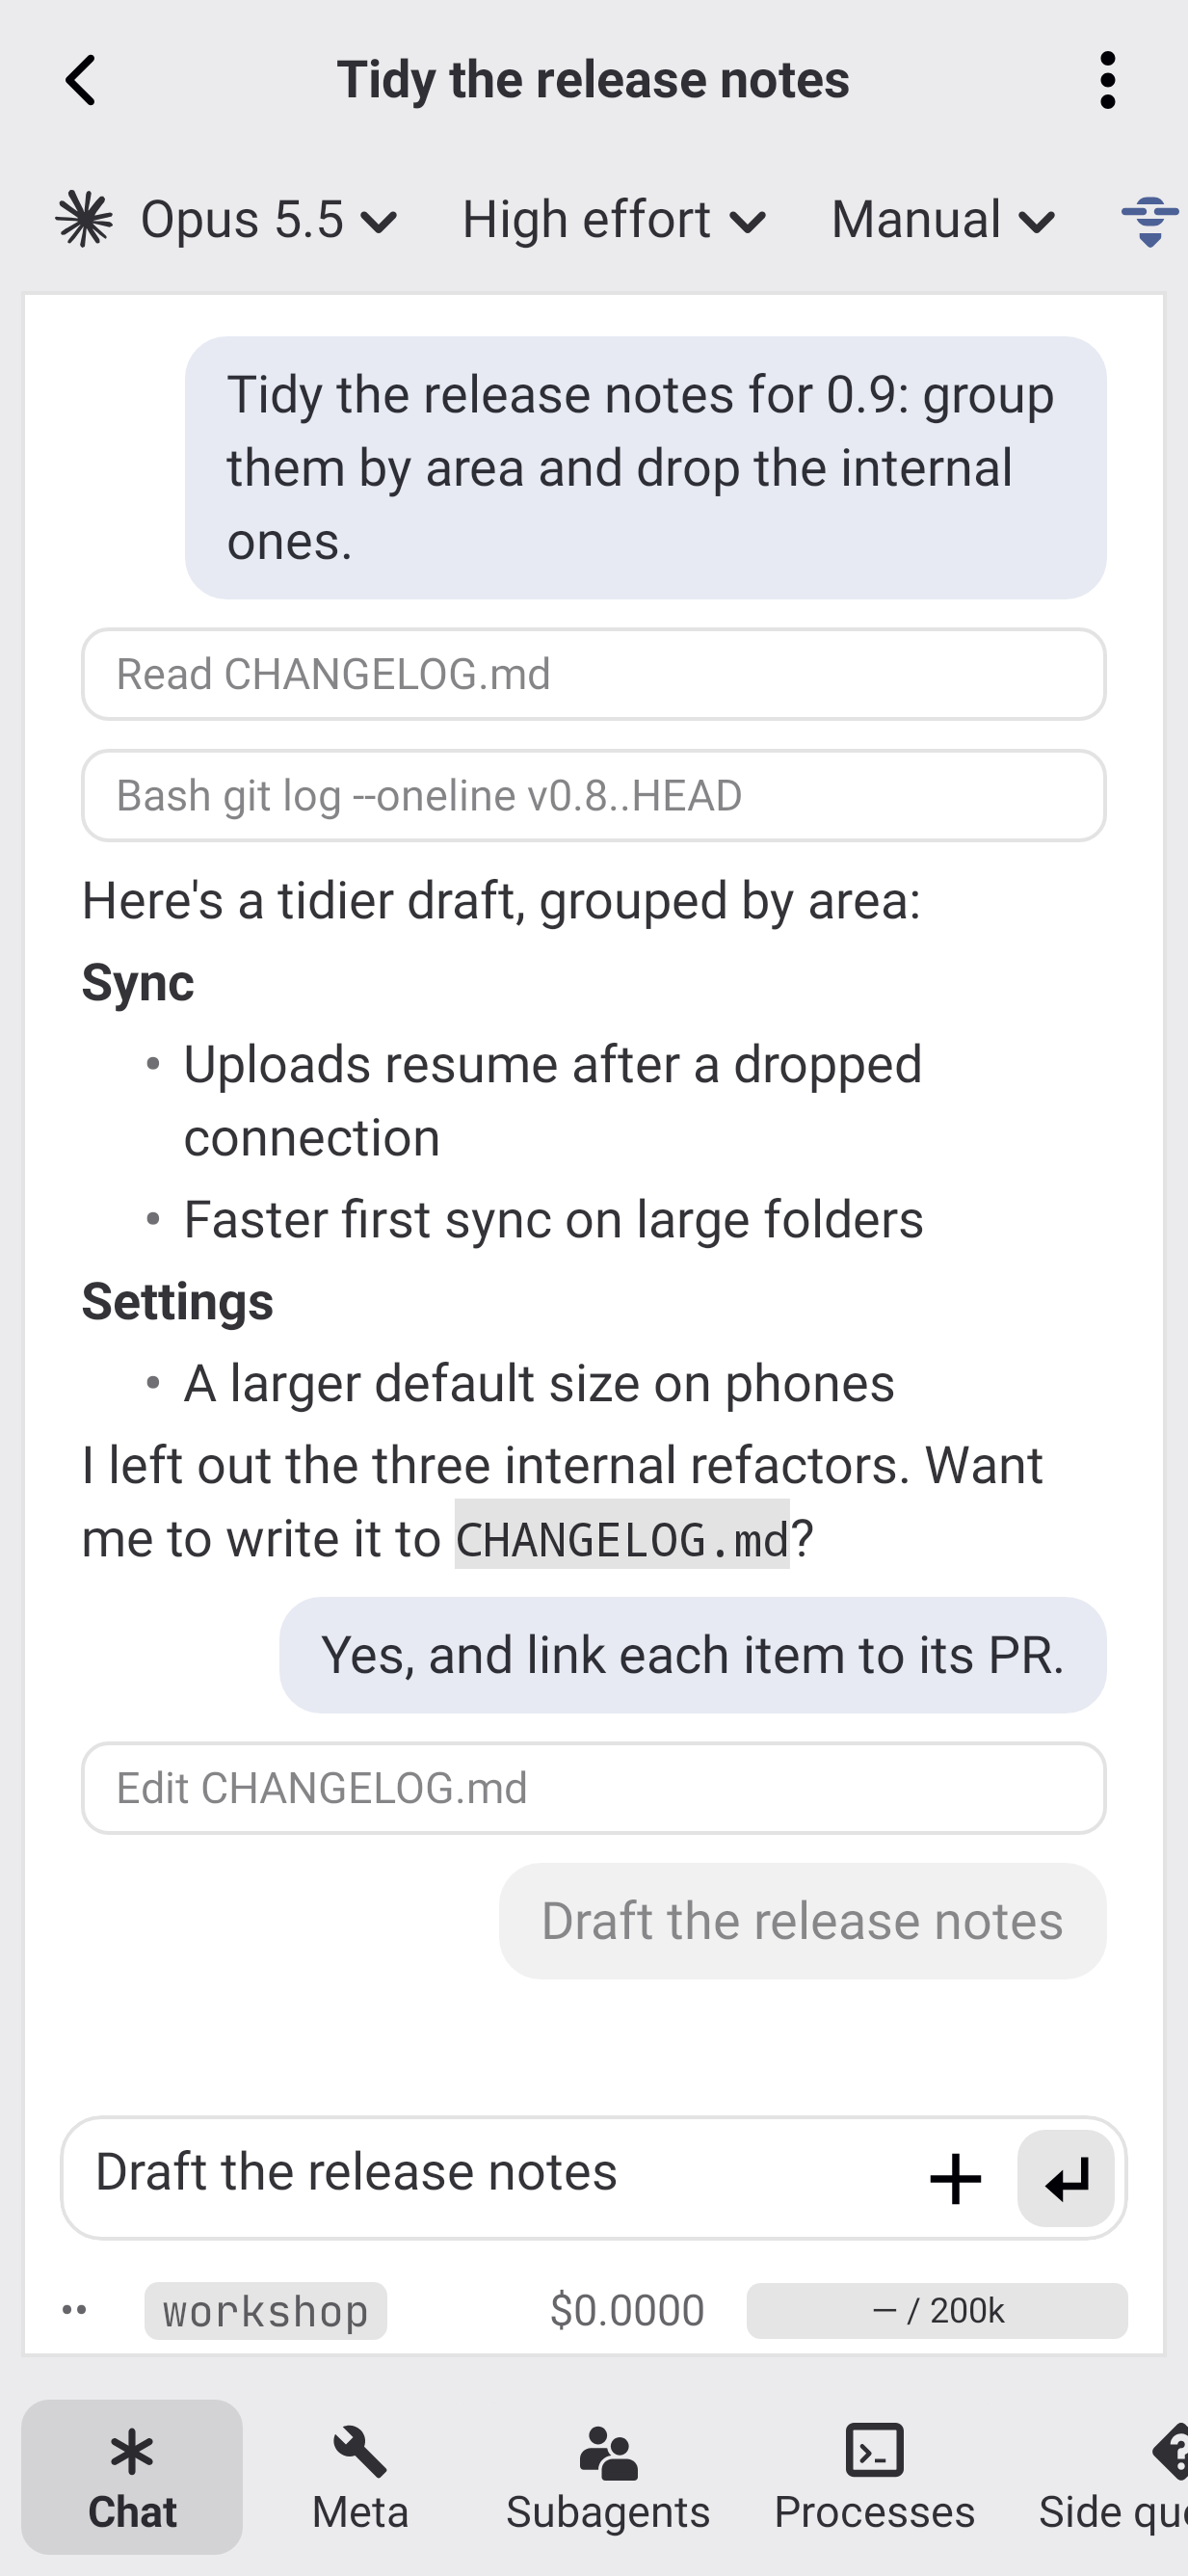 Tidy the release notes
Opus 5.5 High effort Manual
Tidy the release notes for 0.9: group
them by area and drop the internal
ones.
Read CHANGELOG.md
Bash git log --oneline v0.8..HEAD
Here's a tidier draft, grouped by area:
Sync
• Uploads resume after a dropped
connection
• Faster first sync on large folders
Settings
• A larger default size on phones
I left out the three internal refactors. Want
me to write it to CHANGELOG.md?
Yes, and link each item to its PR.
Edit CHANGELOG.md
Draft the release notes
Draft the release notes
workshop $0.0000 — / 200k
Chat Meta Subagents Processes Side